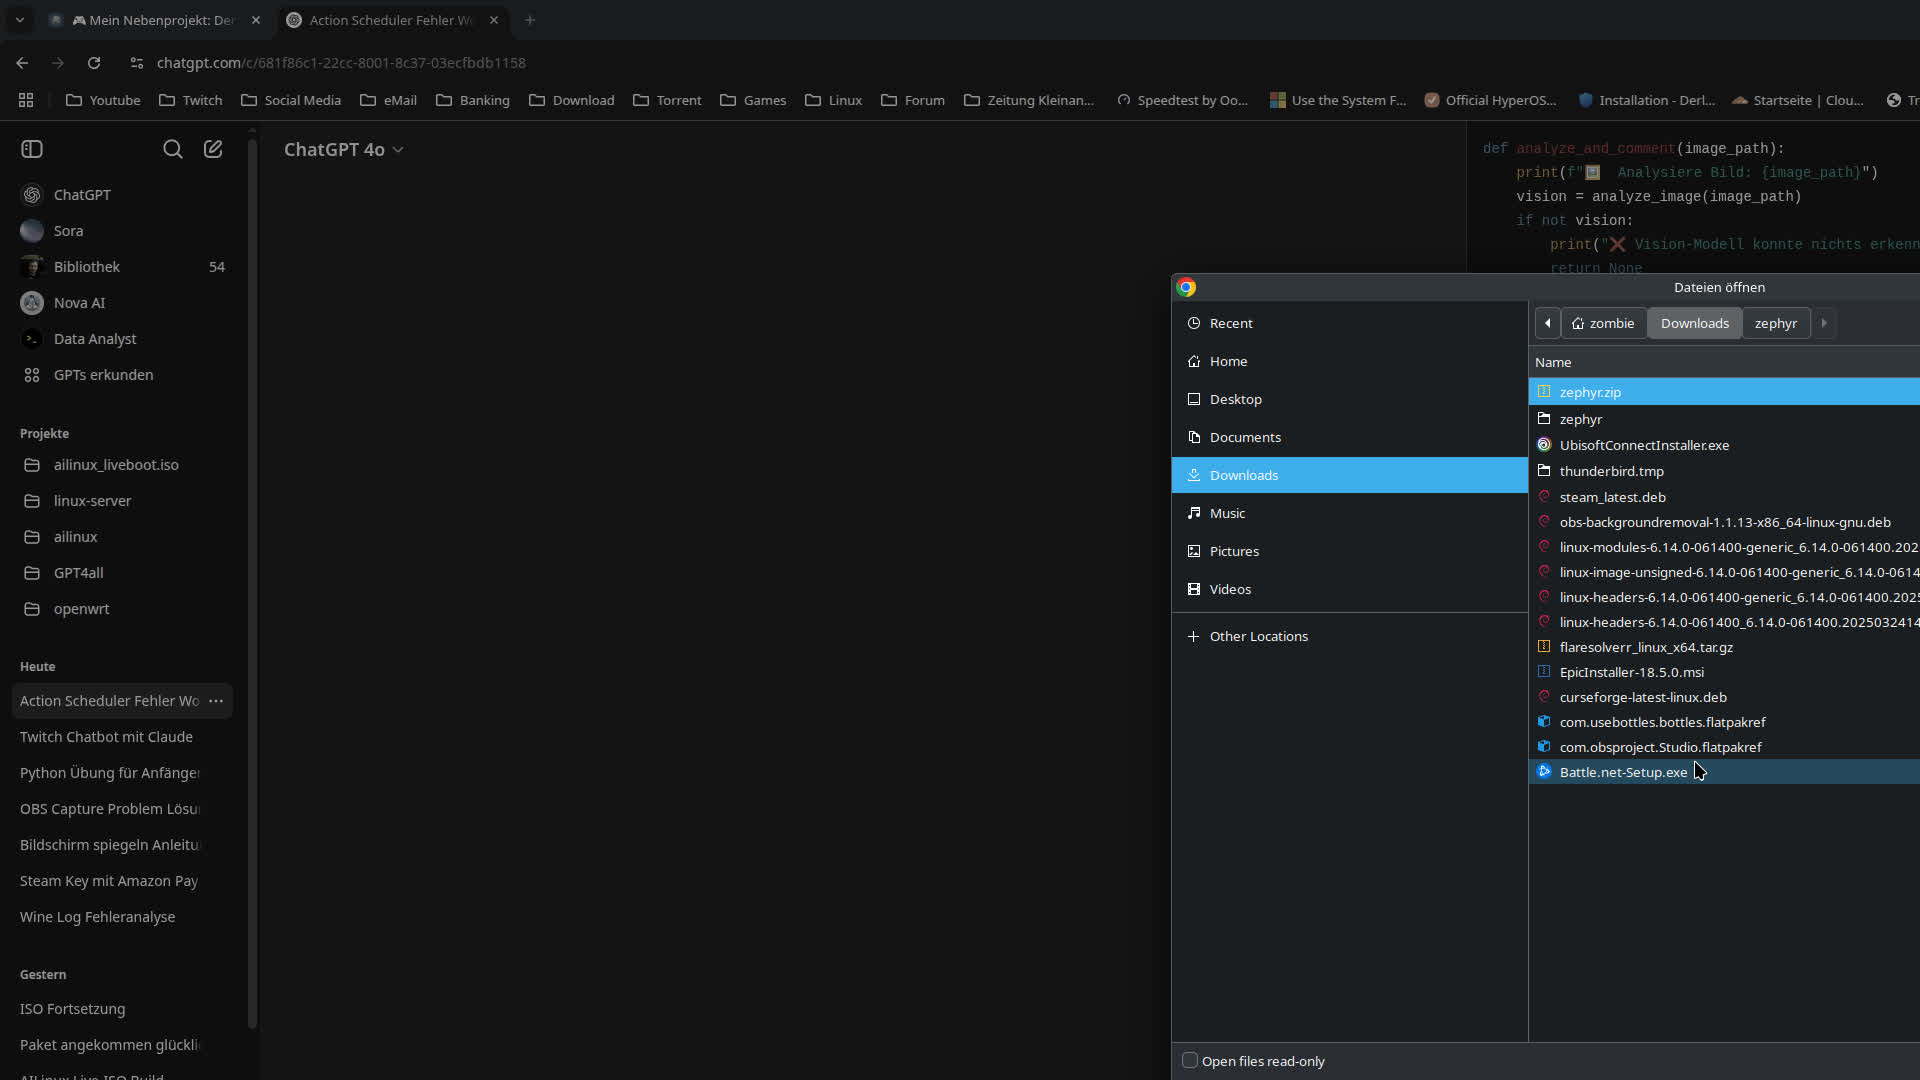 🎮 Mein Nebenprojekt: Der
Action Scheduler Fehler Wo
chatgpt.com/c/681f86c1-22cc-8001-8c37-03ecfbdb1158
Youtube
Twitch
Social Media
eMail
Banking
Download
Torrent
Games
Linux
Forum
Zeitung Kleinan...
Speedtest by Oo...
Use the System F...
Official HyperOS...
Installation - Derl...
Startseite | Clou...
Tr
ChatGPT 4o
ChatGPT
Sora
Bibliothek 54
Nova AI
Data Analyst
GPTs erkunden
Projekte
ailinux_liveboot.iso
linux-server
ailinux
GPT4all
openwrt
Heute
Action Scheduler Fehler Wo
Twitch Chatbot mit Claude
Python Übung für Anfänger
OBS Capture Problem Lösu
Bildschirm spiegeln Anleitu
Steam Key mit Amazon Pay
Wine Log Fehleranalyse
Gestern
ISO Fortsetzung
Paket angekommen glückli
AILinux Live ISO Build
def analyze_and_comment(image_path):
print(f"🖼️ Analysiere Bild: {image_path}")
vision = analyze_image(image_path)
if not vision:
print("❌ Vision-Modell konnte nichts erkenn
return None
Dateien öffnen
Recent
Home
Desktop
Documents
Downloads
Music
Pictures
Videos
Other Locations
zombie
Downloads
zephyr
Name
zephyr.zip
zephyr
UbisoftConnectInstaller.exe
thunderbird.tmp
steam_latest.deb
obs-backgroundremoval-1.1.13-x86_64-linux-gnu.deb
linux-modules-6.14.0-061400-generic_6.14.0-061400.202
linux-image-unsigned-6.14.0-061400-generic_6.14.0-0614
linux-headers-6.14.0-061400-generic_6.14.0-061400.2025
linux-headers-6.14.0-061400_6.14.0-061400.2025032414
flaresolverr_linux_x64.tar.gz
EpicInstaller-18.5.0.msi
curseforge-latest-linux.deb
com.usebottles.bottles.flatpakref
com.obsproject.Studio.flatpakref
Battle.net-Setup.exe
Open files read-only